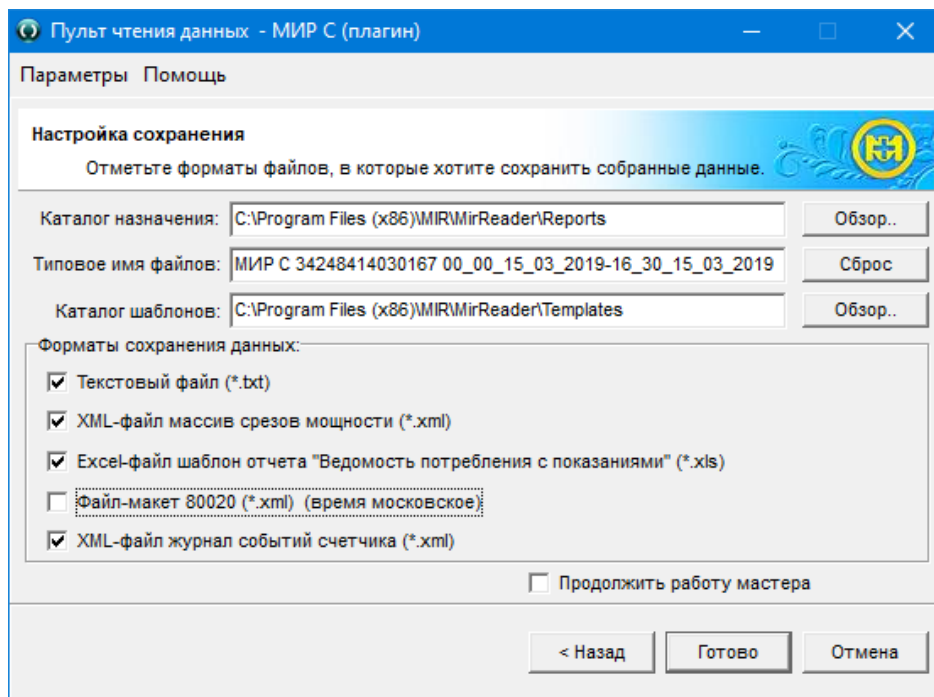 Пульт чтения данных - МИР С (плагин)
Параметры Помощь
Настройка сохранения
Отметьте форматы файлов, в которые хотите сохранить собранные данные.
Каталог назначения: C:\Program Files (x86)\MIR\MirReader\Reports Обзор..
Типовое имя файлов: МИР С 34248414030167 00_00_15_03_2019-16_30_15_03_2019 Сброс
Каталог шаблонов: C:\Program Files (x86)\MIR\MirReader\Templates Обзор..
Форматы сохранения данных:
Текстовый файл (*.txt)
XML-файл массив срезов мощности (*.xml)
Excel-файл шаблон отчета "Ведомость потребления с показаниями" (*.xls)
Файл-макет 80020 (*.xml) (время московское)
XML-файл журнал событий счетчика (*.xml)
Продолжить работу мастера
< Назад Готово Отмена